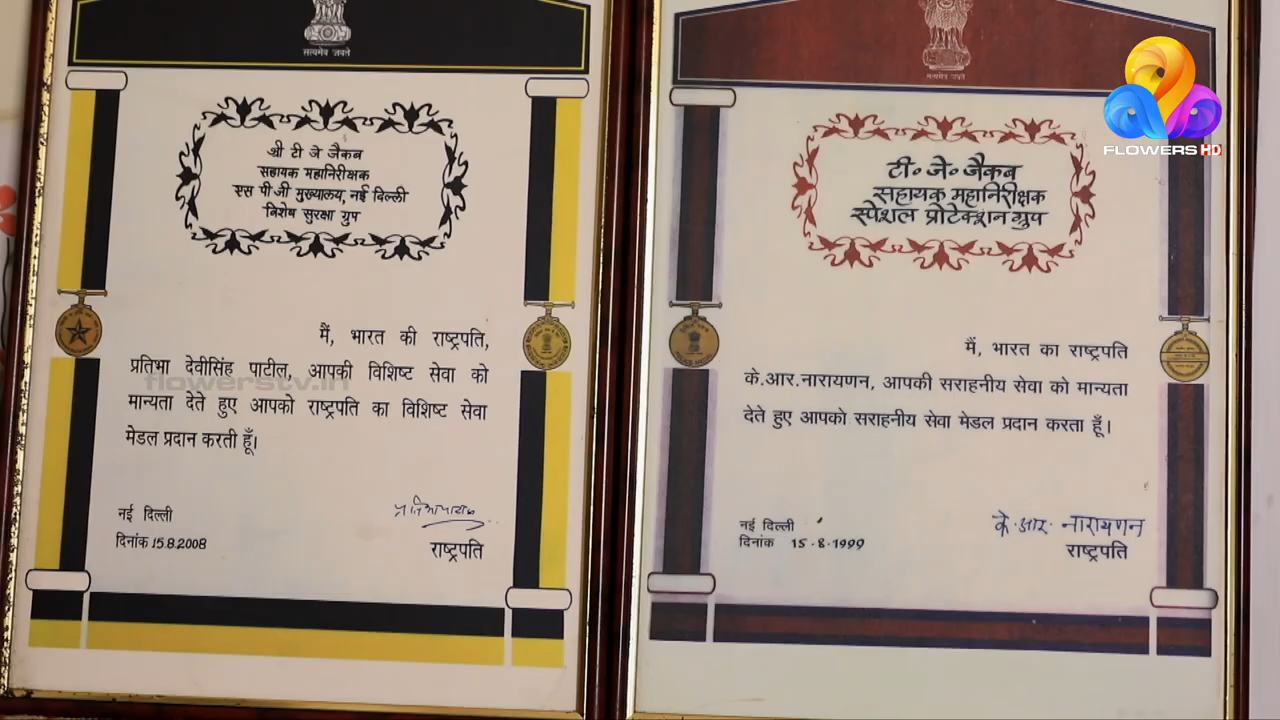 सत्यमेव जयते
श्री टी जे जैकब
सहायक महानिरीक्षक
एस पी जी मुख्यालय, नई दिल्ली
विशेष सुरक्षा ग्रुप
मैं, भारत की राष्ट्रपति,
प्रतिभा देवीसिंह पाटील, आपकी विशिष्ट सेवा को
मान्यता देते हुए आपको राष्ट्रपति का विशिष्ट सेवा
मेडल प्रदान करती हूँ।
नई दिल्ली
दिनांक 15.8.2008
राष्ट्रपति
flowerstv.in
सत्यमेव जयते
टी॰ जे॰ जैकब
सहायक महानिरीक्षक
स्पेशल प्रोटेक्शन ग्रुप
मैं, भारत का राष्ट्रपति
के.आर.नारायणन, आपकी सराहनीय सेवा को मान्यता
देते हुए आपको सराहनीय सेवा मेडल प्रदान करता हूँ।
नई दिल्ली
दिनांक 15.8.1999
के.आर. नारायणन
राष्ट्रपति
FLOWERS HD